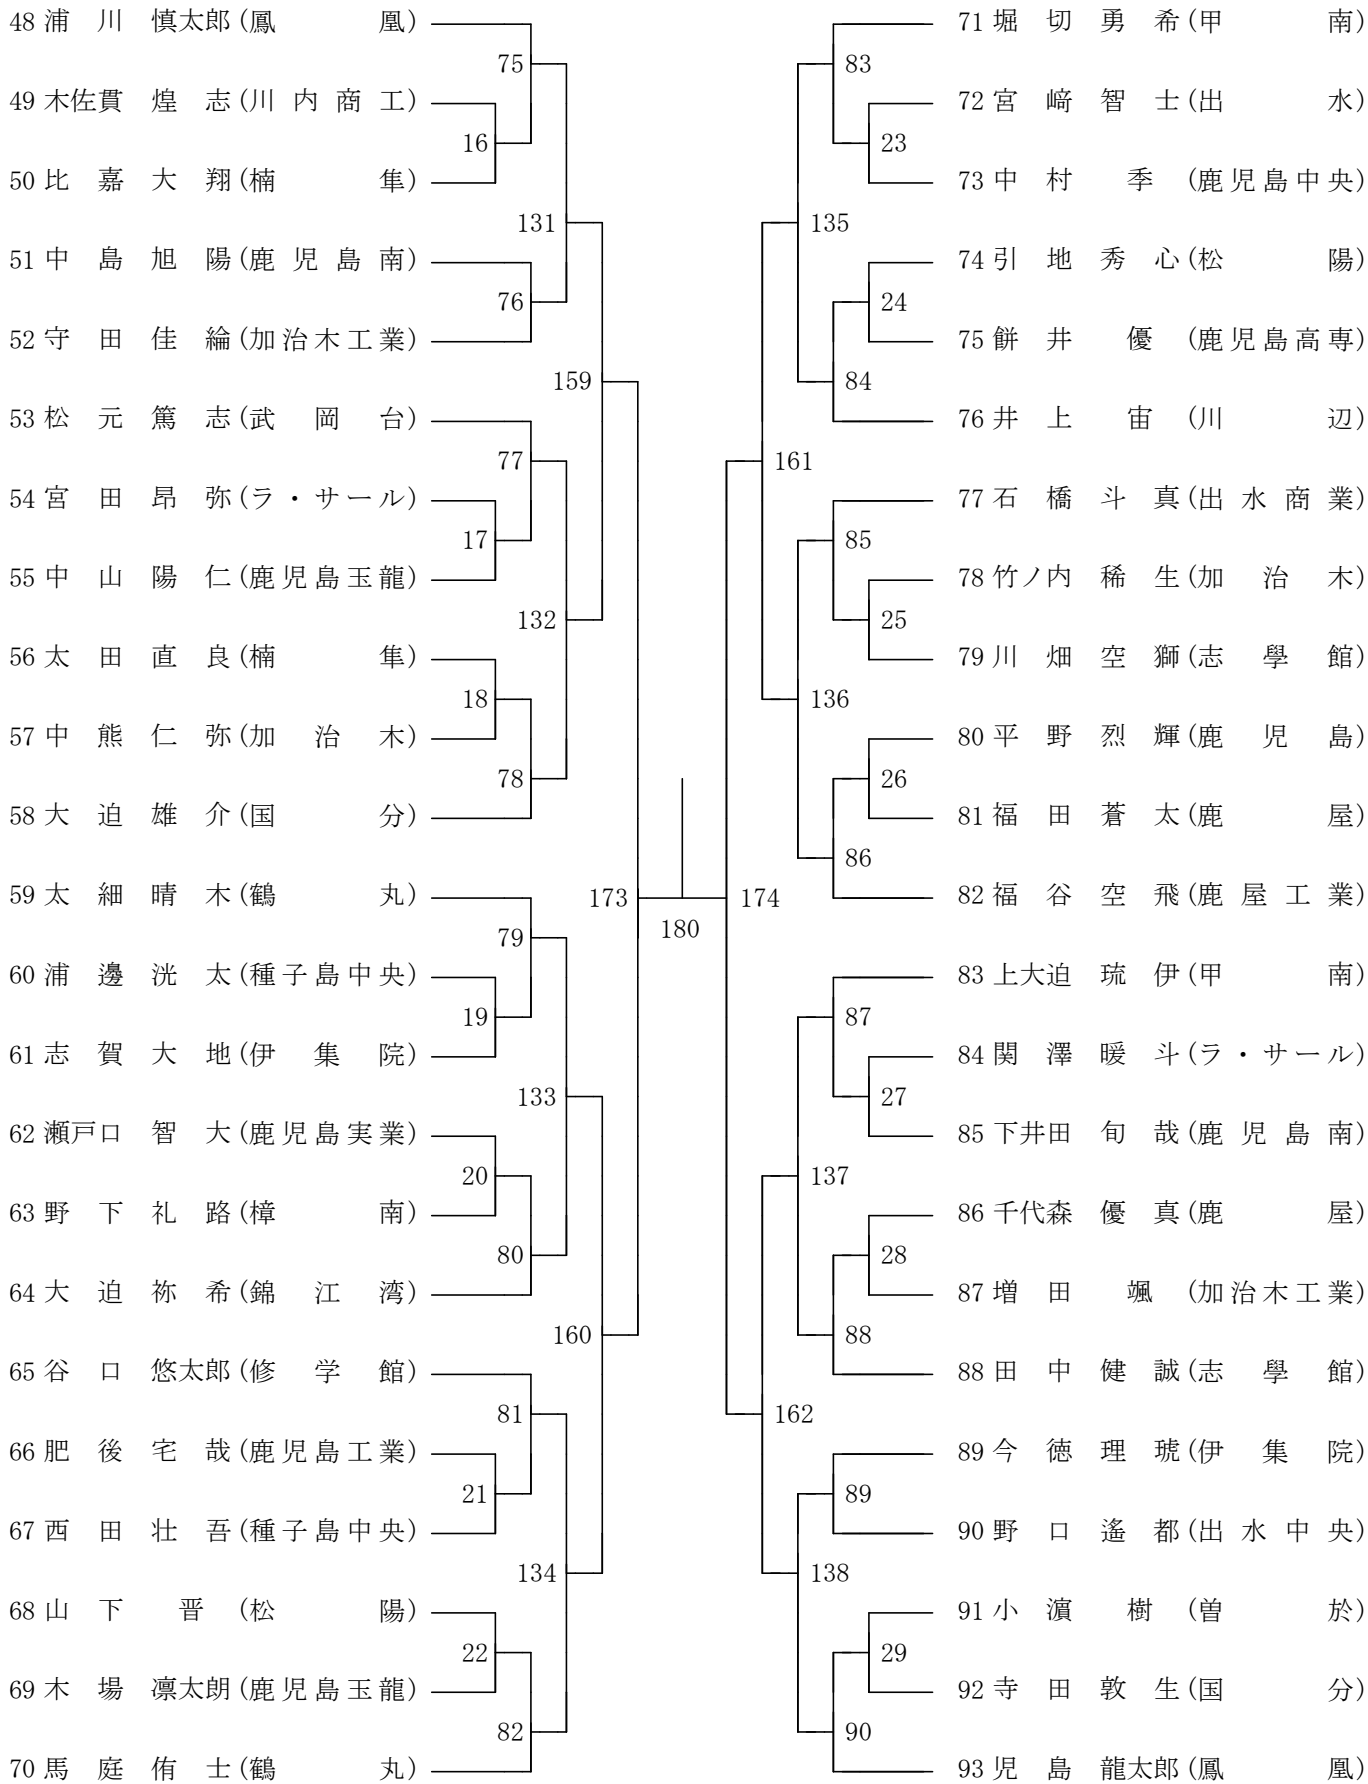 48 浦川 慎太郎 (鳳凰)
75
49 木佐貫 煌志 (川内商工)
16
50 比嘉 大翔 (楠隼)
131
51 中島 旭陽 (鹿児島南)
76
52 守田 佳綸 (加治木工業)
159
53 松元 篤志 (武岡台)
77
54 宮田 昂弥 (ラ・サール)
17
55 中山 陽仁 (鹿児島玉龍)
132
56 太田 直良 (楠隼)
18
57 中熊 仁弥 (加治木)
78
58 大迫 雄介 (国分)
59 太細 晴木 (鶴丸)
173
79
180
60 浦邊 洸太 (種子島中央)
19
61 志賀 大地 (伊集院)
133
62 瀬戸口 智大 (鹿児島実業)
20
63 野下 礼路 (樟南)
80
64 大迫 祢希 (錦江湾)
160
65 谷口 悠太郎 (修学館)
81
66 肥後 宅哉 (鹿児島工業)
21
67 西田 壮吾 (種子島中央)
134
68 山下 晋 (松陽)
22
69 木場 凛太朗 (鹿児島玉龍)
82
70 馬庭 侑士 (鶴丸)
71 堀切 勇希 (甲南)
83
72 宮﨑 智士 (出水)
23
73 中村 季 (鹿児島中央)
135
74 引地 秀心 (松陽)
24
75 餅井 優 (鹿児島高専)
84
76 井上 宙 (川辺)
161
77 石橋 斗真 (出水商業)
85
78 竹ノ内 稀生 (加治木)
25
79 川畑 空獅 (志學館)
136
80 平野 烈輝 (鹿児島)
26
81 福田 蒼太 (鹿屋)
86
82 福谷 空飛 (鹿屋工業)
174
83 上大迫 琉伊 (甲南)
87
84 関澤 暖斗 (ラ・サール)
27
85 下井田 旬哉 (鹿児島南)
137
86 千代森 優真 (鹿屋)
28
87 増田 颯 (加治木工業)
88
88 田中 健誠 (志學館)
162
89 今徳 理琥 (伊集院)
89
90 野口 遙都 (出水中央)
138
91 小濵 樹 (曽於)
29
92 寺田 敦生 (国分)
90
93 児島 龍太郎 (鳳凰)